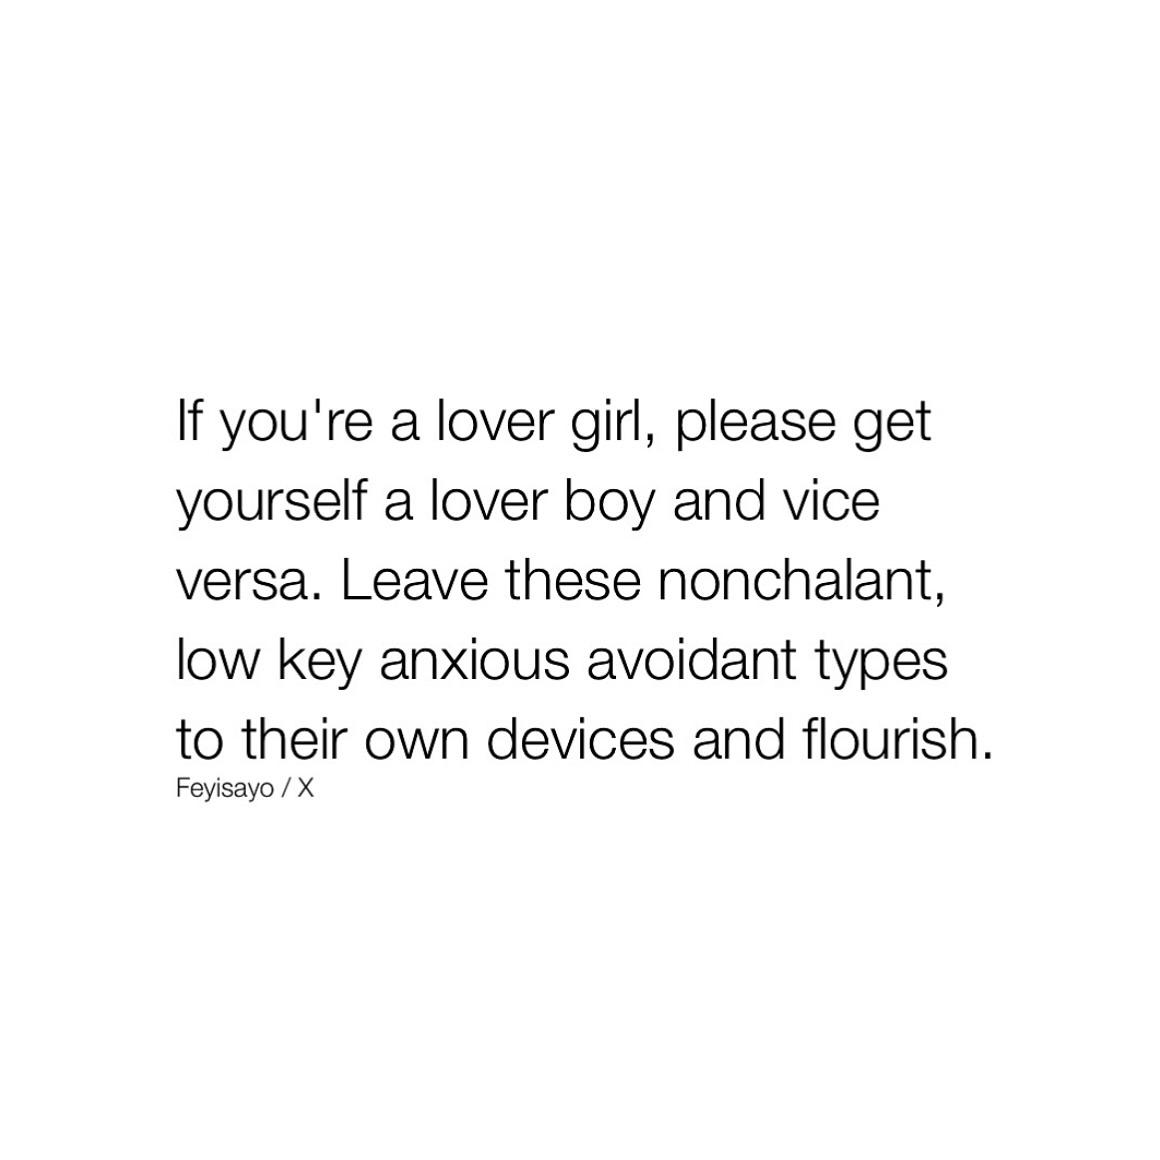 If you're a lover girl, please get
yourself a lover boy and vice
versa. Leave these nonchalant,
low key anxious avoidant types
to their own devices and flourish.
Feyisayo / X